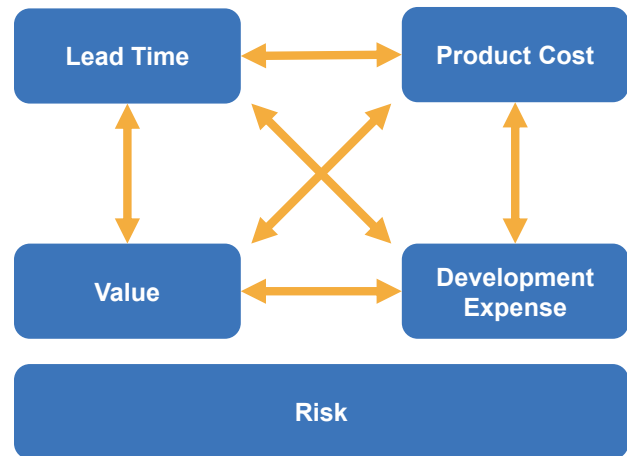 Lead Time
Product Cost
Value
Development
Expense
Risk